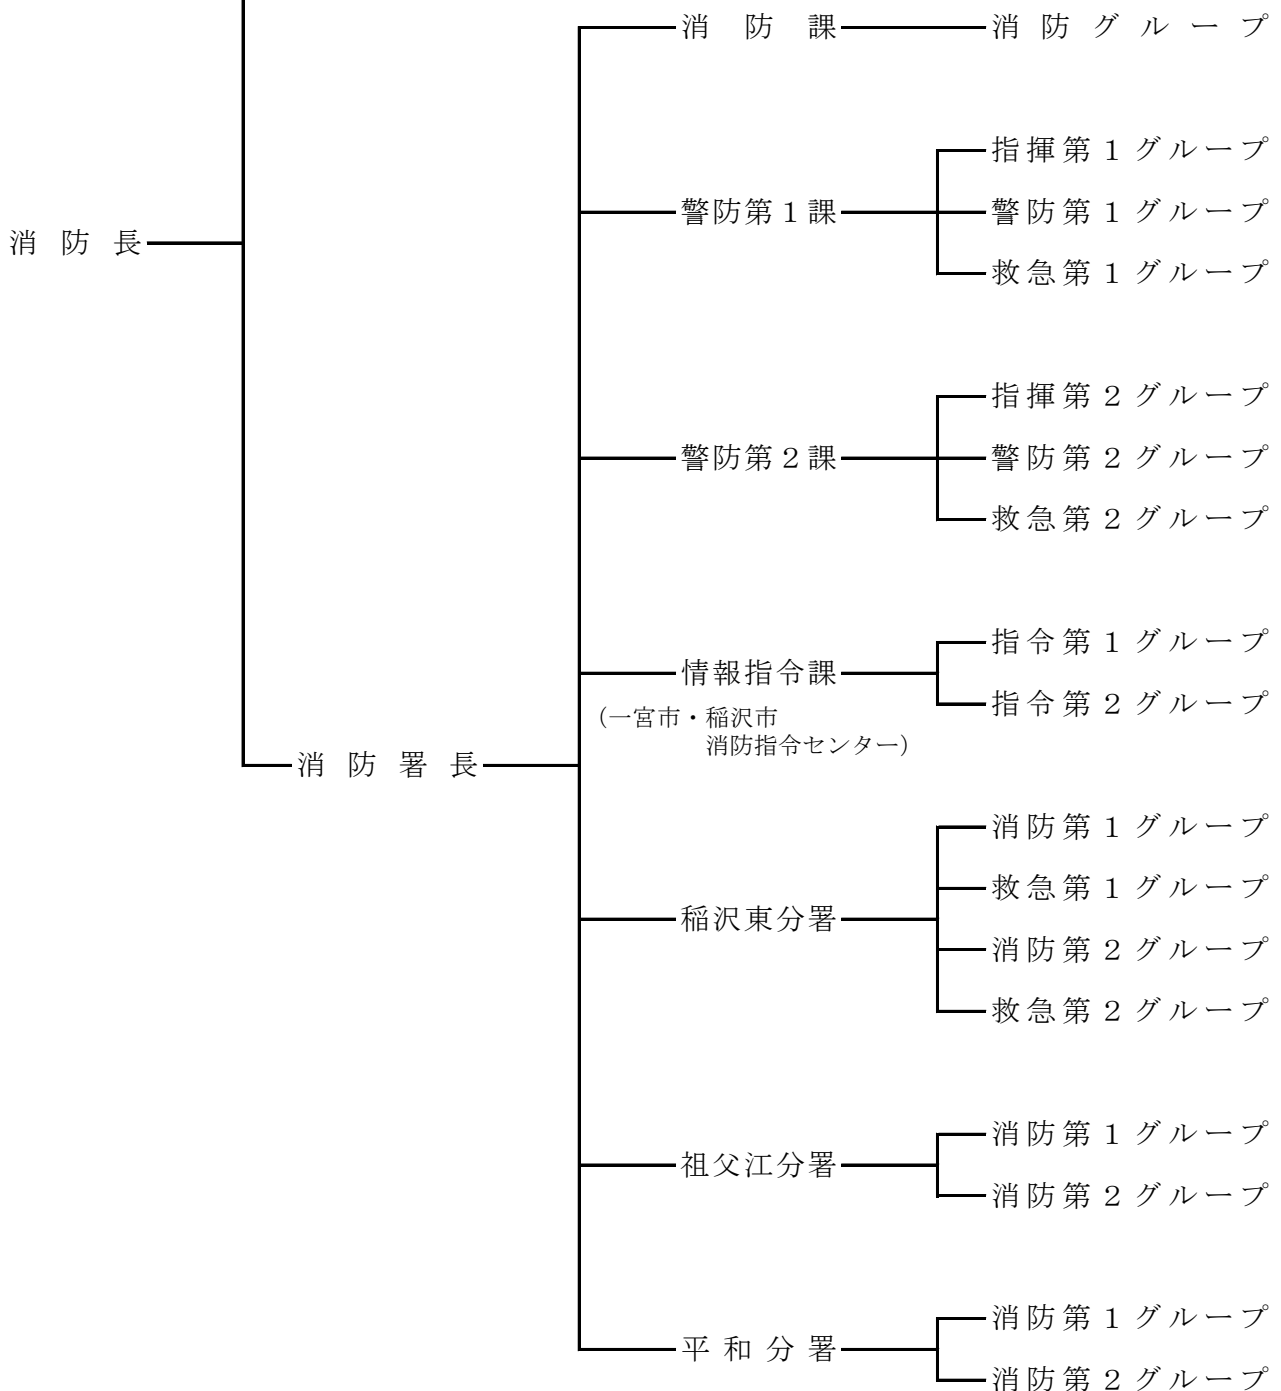 消防長
消防署長
消防課
消防グループ
警防第１課
指揮第１グループ
警防第１グループ
救急第１グループ
警防第２課
指揮第２グループ
警防第２グループ
救急第２グループ
情報指令課
（一宮市・稲沢市
消防指令センター）
指令第１グループ
指令第２グループ
稲沢東分署
消防第１グループ
救急第１グループ
消防第２グループ
救急第２グループ
祖父江分署
消防第１グループ
消防第２グループ
平和分署
消防第１グループ
消防第２グループ